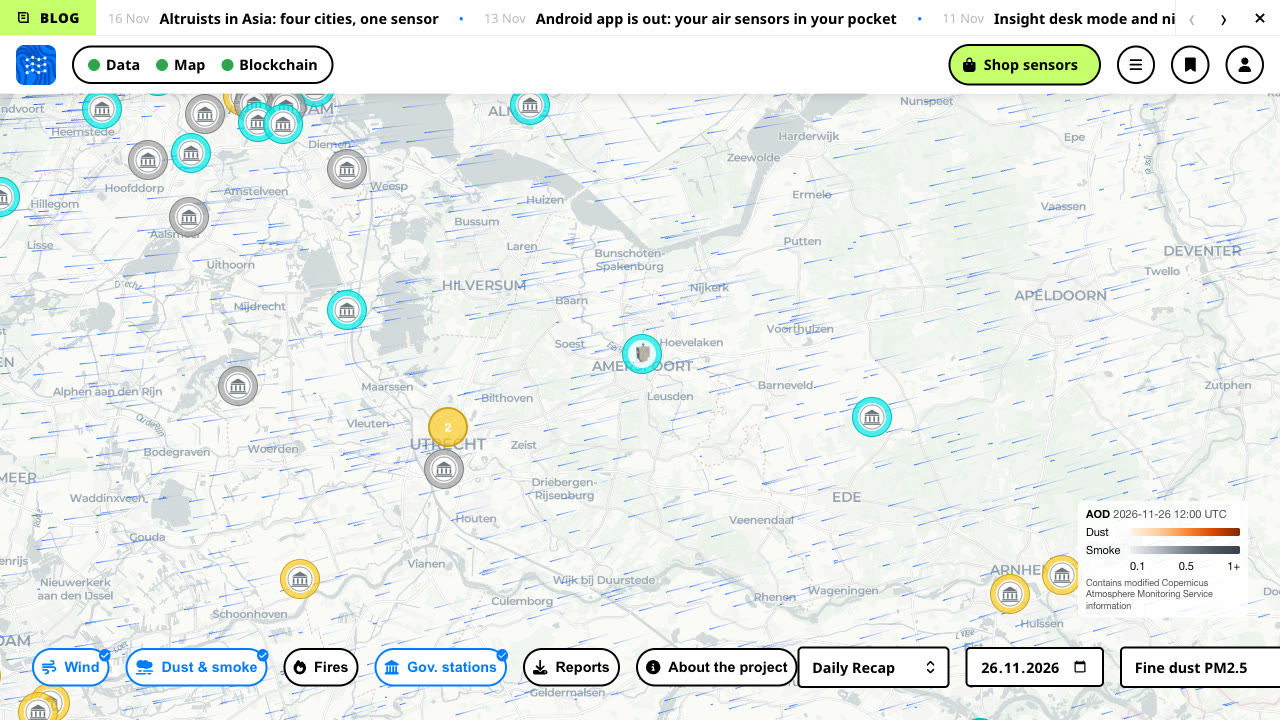 BLOG 16 Nov Altruists in Asia: four cities, one sensor • 13 Nov Android app is out: your air sensors in your pocket • 11 Nov Insight desk mode and ni
Data Map Blockchain
Shop sensors
Nunspeet
Heemstede
Harderwijk
Epe
Diemen
Zeewolde
Hoofddorp
Amstelveen
Weesp
Huizen
Ermelo
Hillegom
Vaassen
Bussum
Aalsmeer
Lisse
Laren
Putten
DEVENTER
Bunschoten-
Spakenburg
Uithoorn
Twello
HILVERSUM
Nijkerk
APELDOORN
Baarn
Mijdrecht
Voorthuizen
Soest
Hoevelaken
AMERSFOORT
Alphen aan den Rijn
Maarssen
Barneveld
Zutphen
Bilthoven
Leusden
Vleuten
2
UTRECHT
Zeist
Bodegraven
Woerden
Driebergen-
Rijsenburg
Waddinxveen
EDE
Houten
Veenendaal
Gouda
Vianen
Nieuwerkerk
aan den IJssel
Wijk bij Duurstede
Wageningen
ARNHEM
Culemborg
Rhenen
Schoonhoven
Huissen
Geldermalsen
AOD 2026-11-26 12:00 UTC
Dust
Smoke
0.1 0.5 1+
Contains modified Copernicus
Atmosphere Monitoring Service
information
Wind Dust & smoke Fires Gov. stations Reports About the project Daily Recap 26.11.2026 Fine dust PM2.5